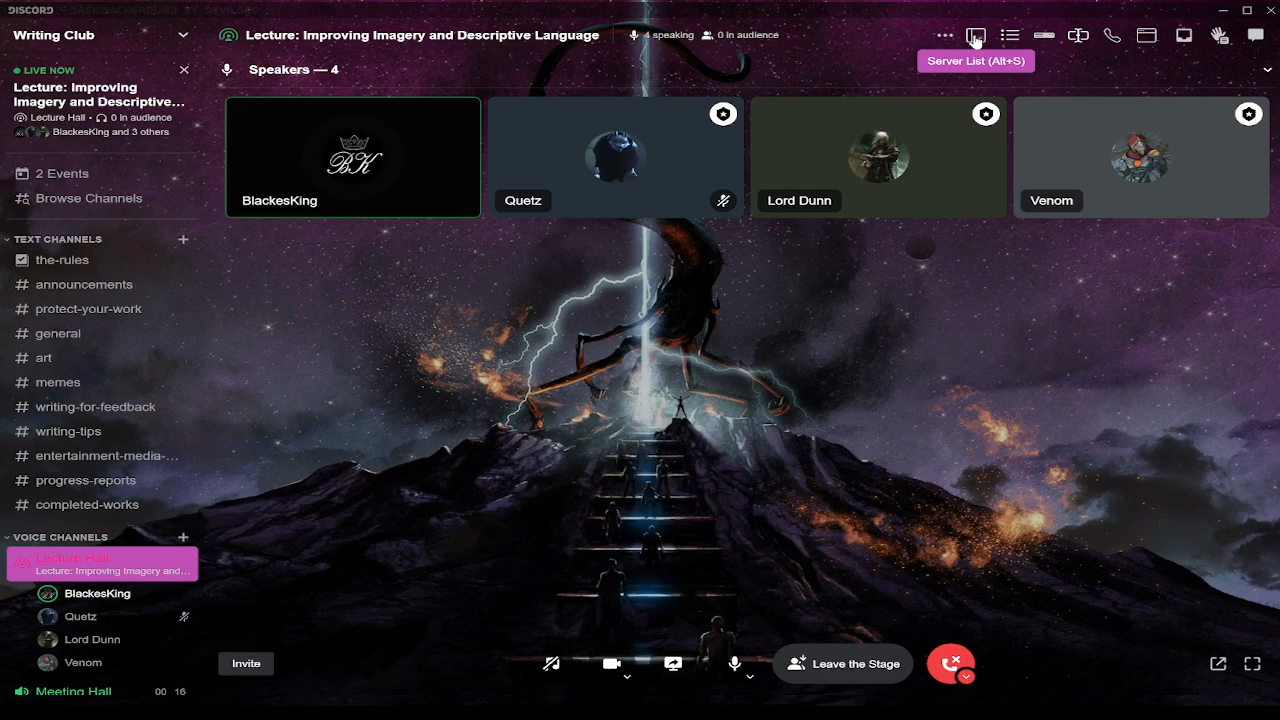 DISCORD
Writing Club
Lecture: Improving Imagery and Descriptive Language
4 speaking
0 in audience
Server List (Alt+S)
LIVE NOW
Lecture: Improving
Imagery and Descriptive...
Lecture Hall • 0 In audience
BlackesKing and 3 others
Speakers — 4
BK
BlackesKing
Quetz
Lord Dunn
Venom
2 Events
Browse Channels
TEXT CHANNELS
the-rules
announcements
protect-your-work
general
art
memes
writing-for-feedback
writing-tips
entertainment-media-...
progress-reports
completed-works
VOICE CHANNELS
Lecture Hall
Lecture: Improving Imagery and...
BlackesKing
Quetz
Lord Dunn
Venom
Meeting Hall 00 16
Invite
Leave the Stage